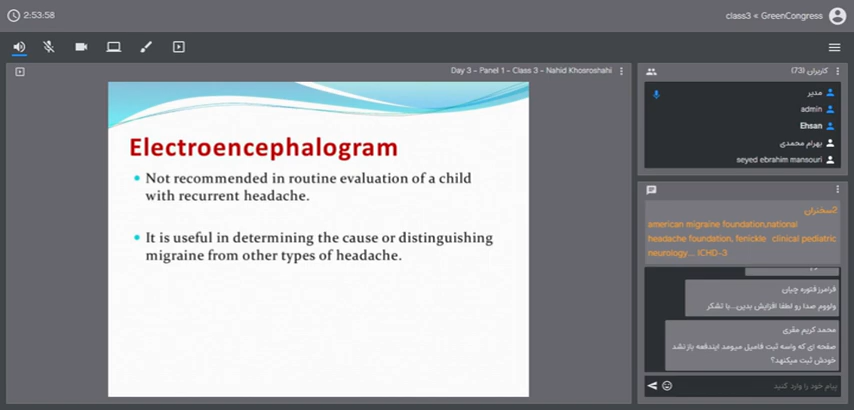 2:53:58
class3 < GreenCongress
Day 3 - Panel 1 - Class 3 - Nahid Khosroshahi
Electroencephalogram
Not recommended in routine evaluation of a child
with recurrent headache.
It is useful in determining the cause or distinguishing
migraine from other types of headache.
کاربران (73)
مدیر
admin
Ehsan
بهرام محمدی
seyed ebrahim mansouri
سخنران2
american migraine foundation,national
headache foundation, fenickle clinical pediatric
neurology... ICHD-3
فرامرز فتوره چیان
ولووم صدا رو لطفا افزایش بدین...با تشکر
محمد کریم مقری
صفحه ای که واسه ثبت فامیل میومد ایندفعه باز نشد
خودش ثبت میکنهد؟
پیام خود را وارد کنید